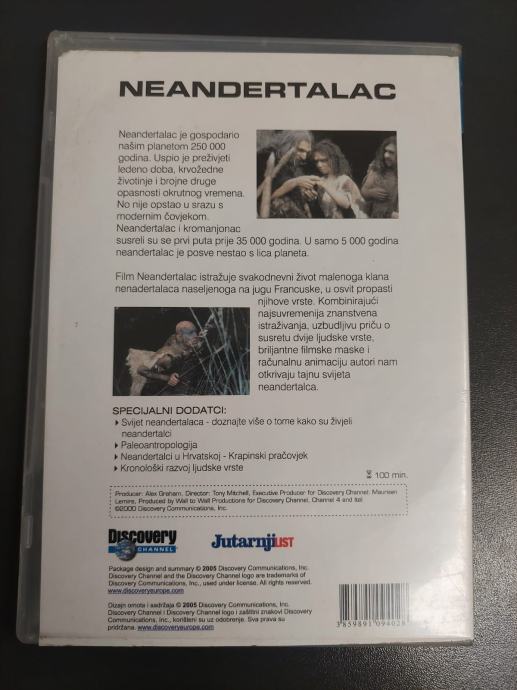 NEANDERTALAC
Neandertalac je gospodario
našim planetom 250 000
godina. Uspio je preživjeti
ledeno doba, krvožedne
životinje i brojne druge
opasnosti okrutnog vremena.
No nije opstao u srazu s
modernim čovjekom.
Neandertalac i kromanjonac
susreli su se prvi puta prije 35 000 godina. U samo 5 000 godina
neandertalac je posve nestao s lica planeta.
Film Neandertalac istražuje svakodnevni život malenoga klana
nenadertalaca naseljenoga na jugu Francuske, u osvit propasti
njihove vrste. Kombinirajući
najsuvremenija znanstvena
istraživanja, uzbudljivu priču o
susretu dvije ljudske vrste,
briljantne filmske maske i
računalnu animaciju autori nam
otkrivaju tajnu svijeta
neandertalca.
SPECIJALNI DODATCI:
Svijet neandertalaca - doznajte više o tome kako su živjeli
neandertalci
Paleoantropologija
Neandertalci u Hrvatskoj - Krapinski pračovjek
Kronološki razvoj ljudske vrste
100 min.
Producer: Alex Graham, Director: Tony Mitchell, Executive Producer for Discovery Channel: Maureen
Lemire, Produced by Wall to Wall Productions for Discovery Channel, Channel 4 and Itel
©2000 Discovery Communications, Inc.
Discovery
CHANNEL
Jutarnji LIST
Package design and summary © 2005 Discovery Communications, Inc.
Discovery Channel and the Discovery Channel logo are trademarks of
Discovery Communications, Inc., used under license. All rights reserved.
www.discoveryeurope.com
Dizajn omota i sadržaja © 2005 Discovery Communications, Inc.
Discovery Channel i Discovery Channel logo i zaštitni znakovi Discovery
Communications, Inc., korišteni su uz odobrenje. Sva prava su
pridržana. www.discoveryeurope.com
3859891094028